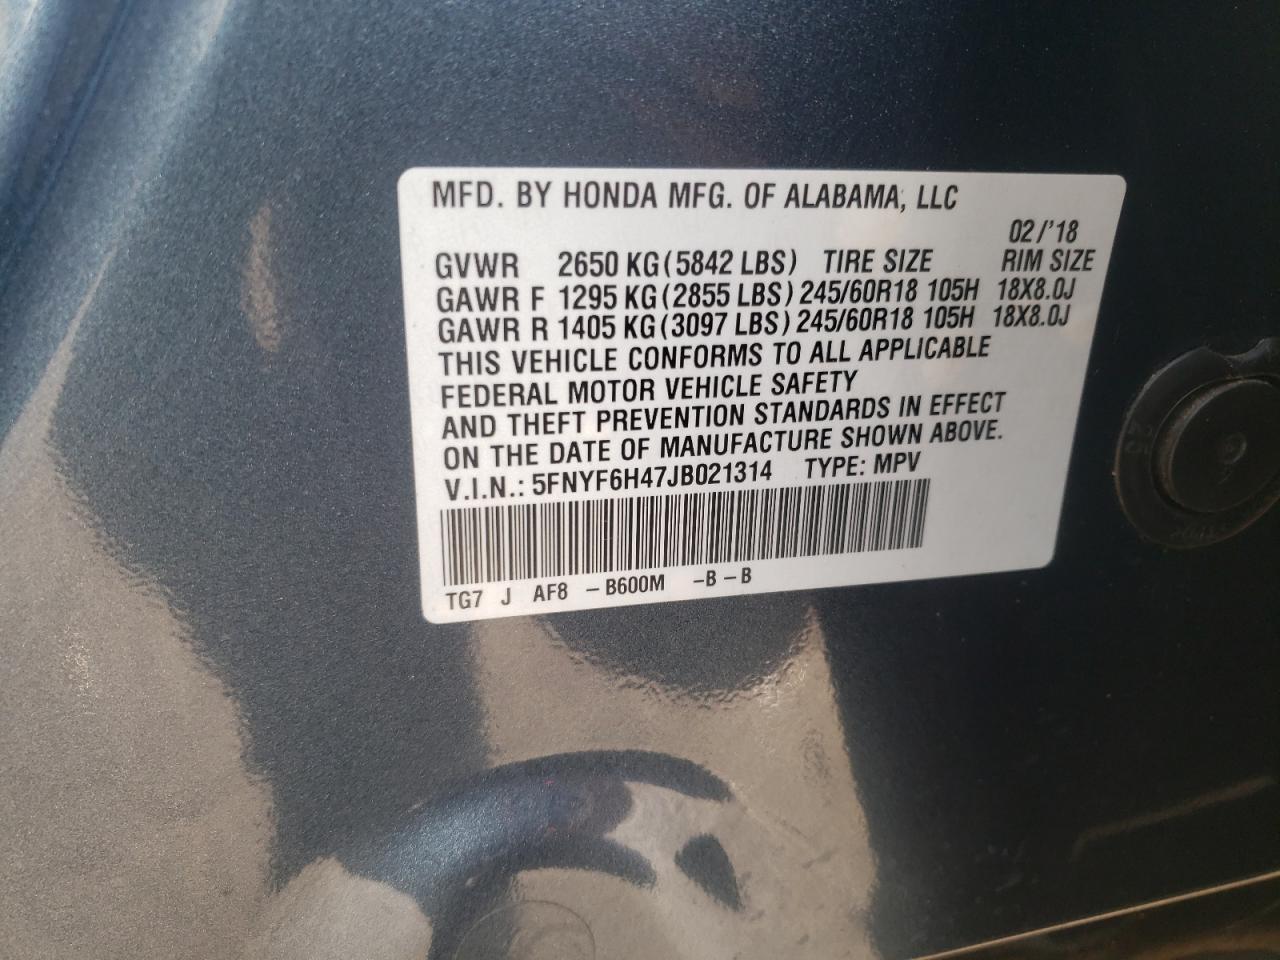 MFD. BY HONDA MFG. OF ALABAMA, LLC
02/'18
GVWR 2650 KG(5842 LBS) TIRE SIZE RIM SIZE
GAWR F 1295 KG(2855 LBS) 245/60R18 105H 18X8.0J
GAWR R 1405 KG(3097 LBS) 245/60R18 105H 18X8.0J
THIS VEHICLE CONFORMS TO ALL APPLICABLE
FEDERAL MOTOR VEHICLE SAFETY
AND THEFT PREVENTION STANDARDS IN EFFECT
ON THE DATE OF MANUFACTURE SHOWN ABOVE.
V.I.N.: 5FNYF6H47JB021314 TYPE: MPV
TG7 J AF8 -B600M -B-B